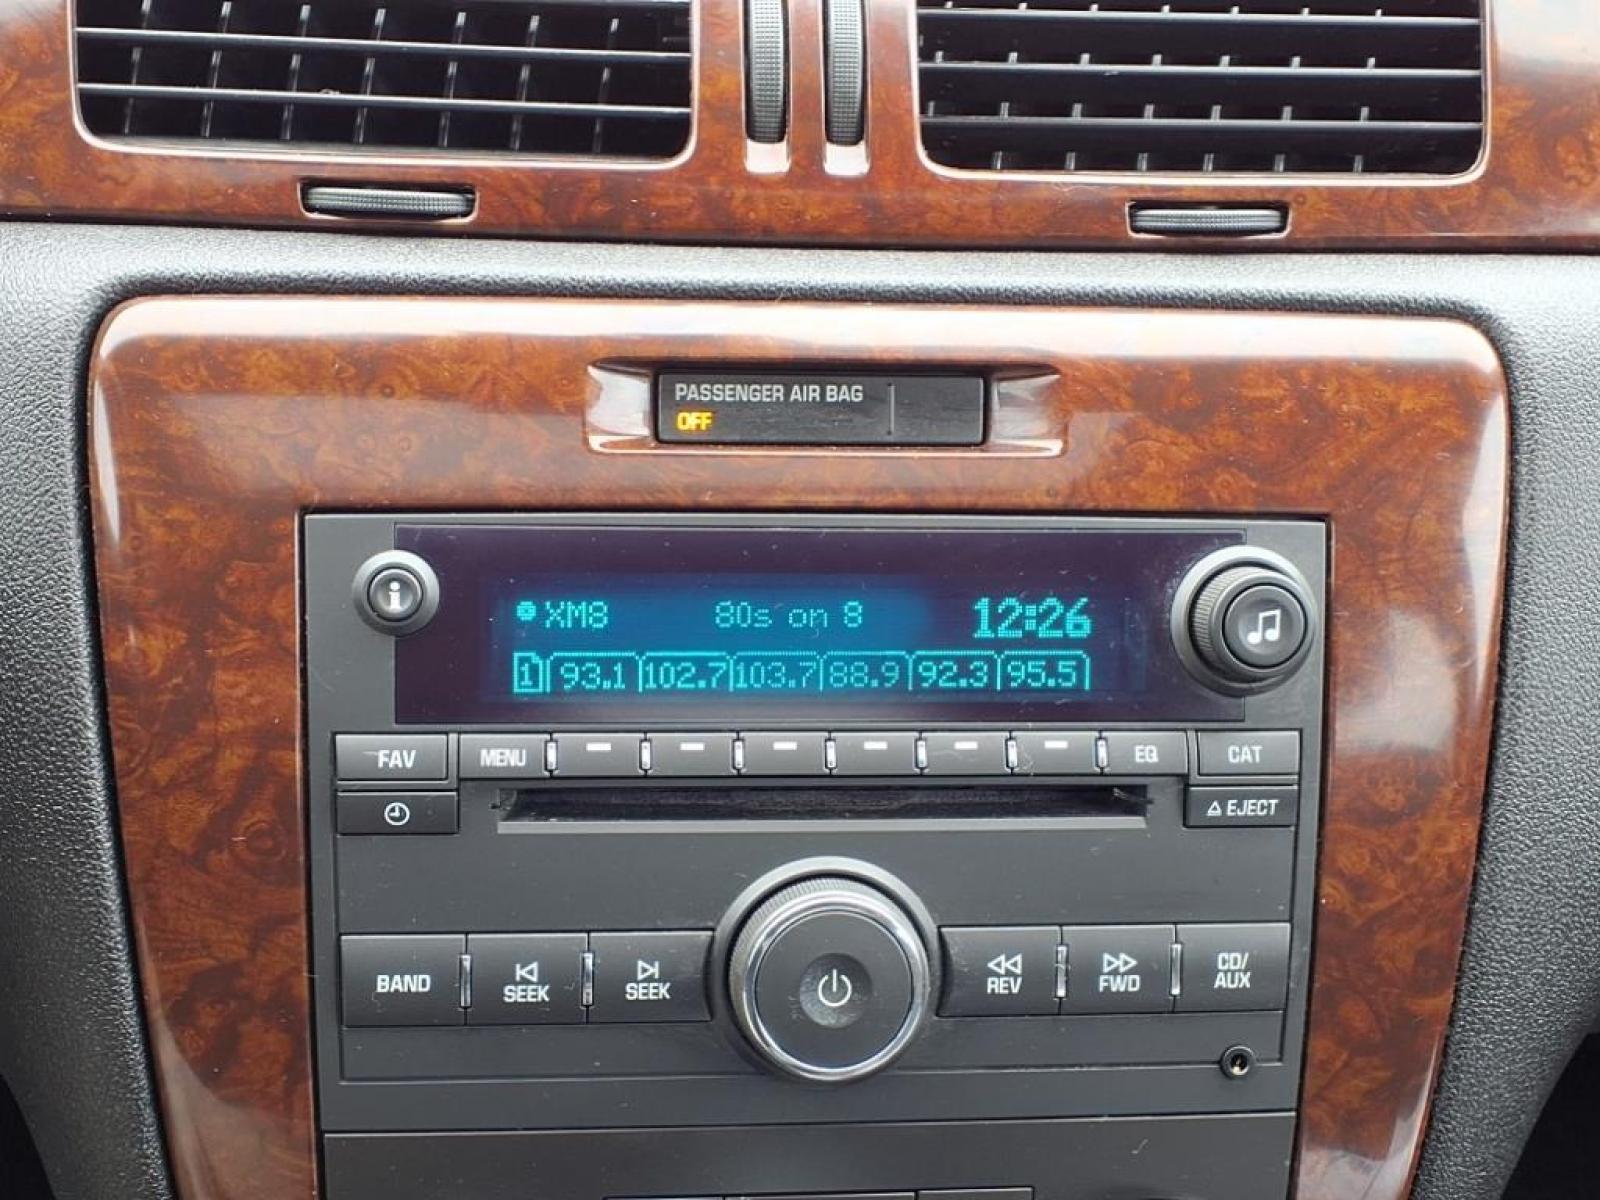 PASSENGER AIR BAG
OFF
i
XM8 80s on 8 12:26
1 93.1 102.7 103.7 88.9 92.3 95.5
FAV MENU EQ CAT
EJECT
BAND SEEK SEEK REV FWD CD/
AUX